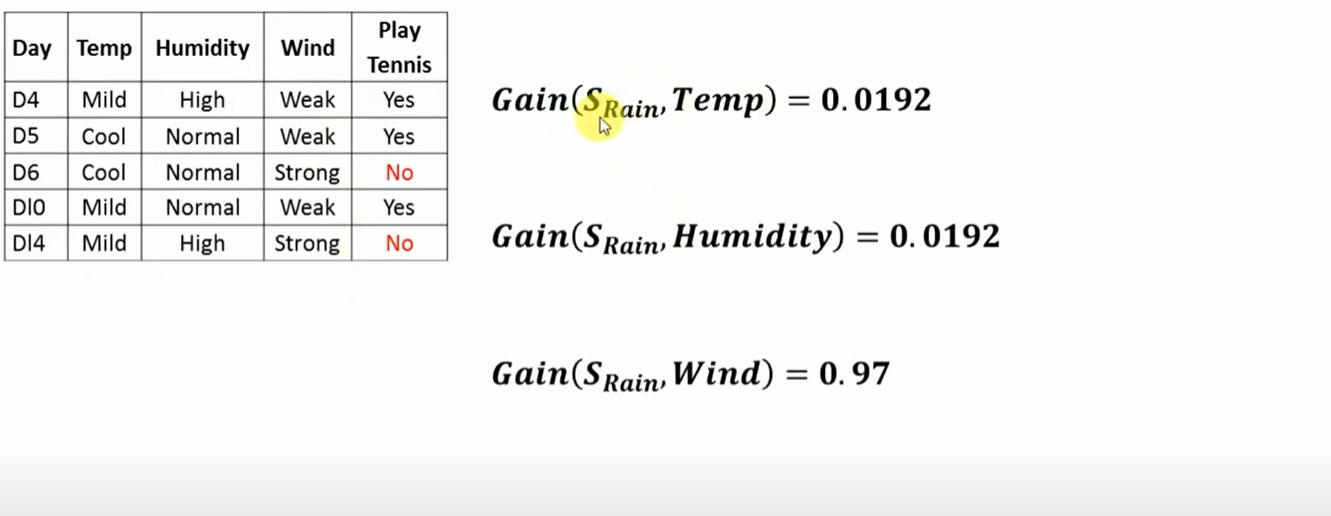 Day Temp Humidity Wind Play Tennis
D4 Mild High Weak Yes
D5 Cool Normal Weak Yes
D6 Cool Normal Strong No
Dl0 Mild Normal Weak Yes
Dl4 Mild High Strong No
Gain(S_Rain, Temp) = 0.0192
Gain(S_Rain, Humidity) = 0.0192
Gain(S_Rain, Wind) = 0.97